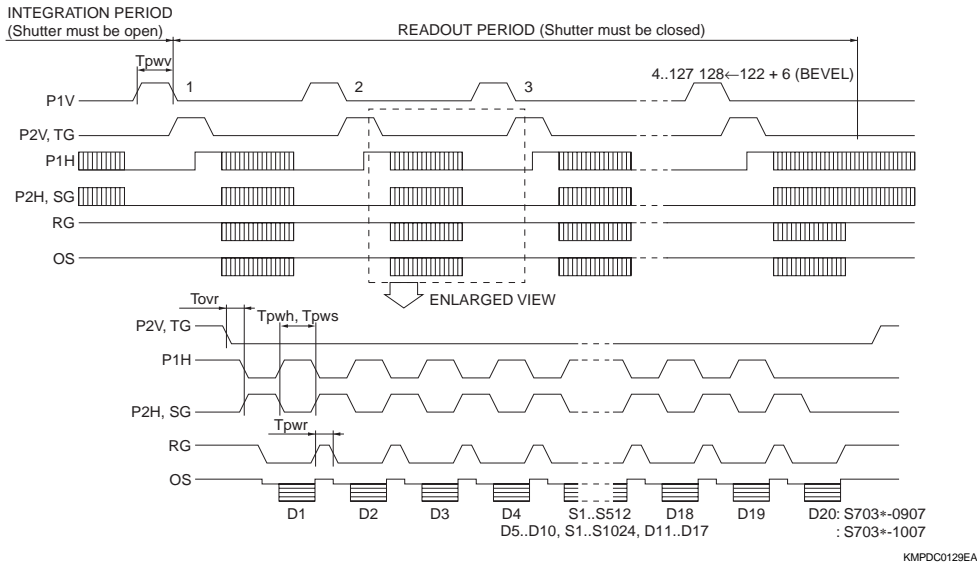 INTEGRATION PERIOD
(Shutter must be open)
READOUT PERIOD (Shutter must be closed)
Tpwv
1
2
3
4..127 128←122 + 6 (BEVEL)
P1V
P2V, TG
P1H
P2H, SG
RG
OS
ENLARGED VIEW
Tovr
Tpwh, Tpws
P2V, TG
P1H
P2H, SG
Tpwr
RG
OS
D1 D2 D3 D4 S1..S512 D18 D19 D20: S703*-0907
D5..D10, S1..S1024, D11..D17 : S703*-1007
KMPDC0129EA